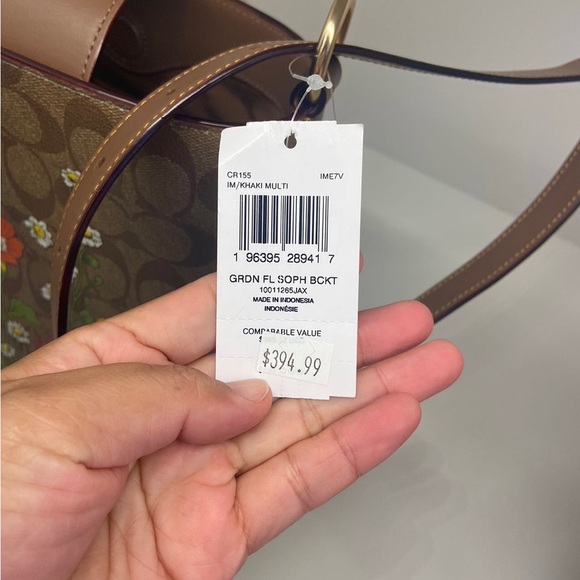 CR155 IME7V
IM/KHAKI MULTI
1 96395 28941 7
GRDN FL SOPH BCKT
10011265JAX
MADE IN INDONESIA
INDONÉSIE
COMPARABLE VALUE
$394.99